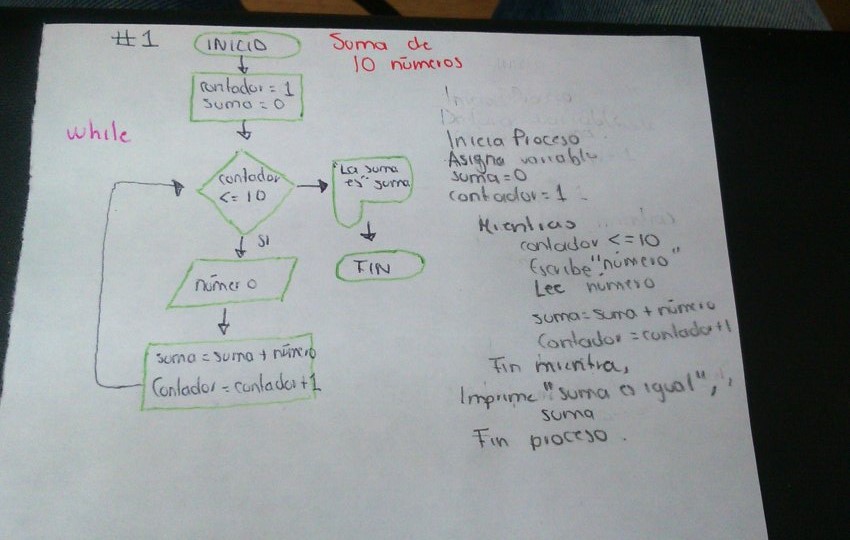 #1
INICIO
Suma de
10 números
contador = 1
suma = 0
while
contador
<= 10
"La suma
es" suma
SI
FIN
número
suma = suma + número
Contador = contador + 1
Inicia Proceso
Asigna variable
suma = 0
contador = 1
Mientras
contador <= 10
Escribe "número"
Lee número
suma = suma + número
Contador = contador + 1
Fin mientra,
Imprime "suma es igual",
suma
Fin proceso.